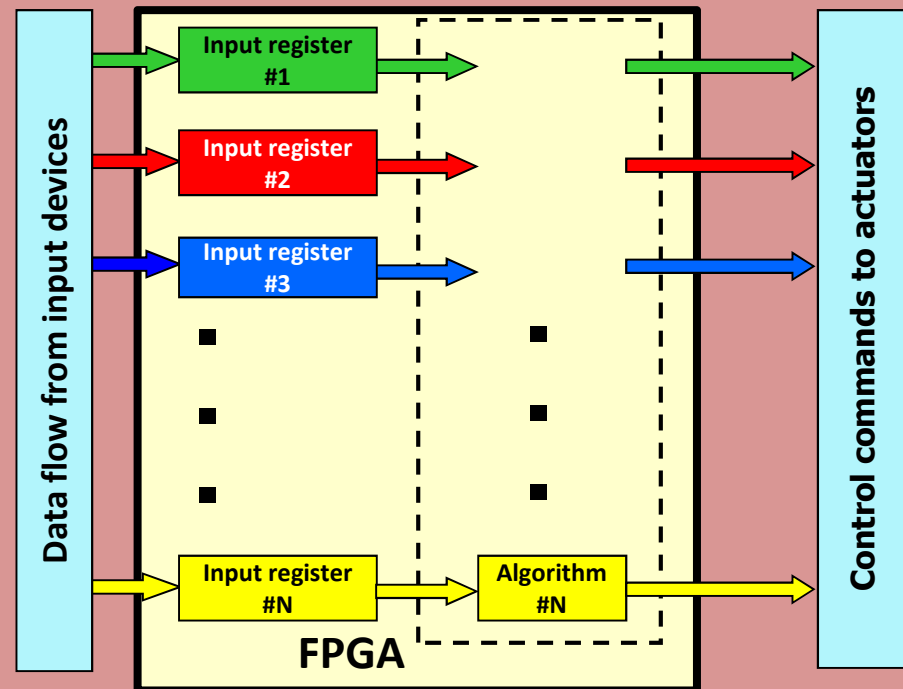 Data flow from input devices
Input register
#1
Input register
#2
Input register
#3
Input register
#N
Algorithm
#N
FPGA
Control commands to actuators